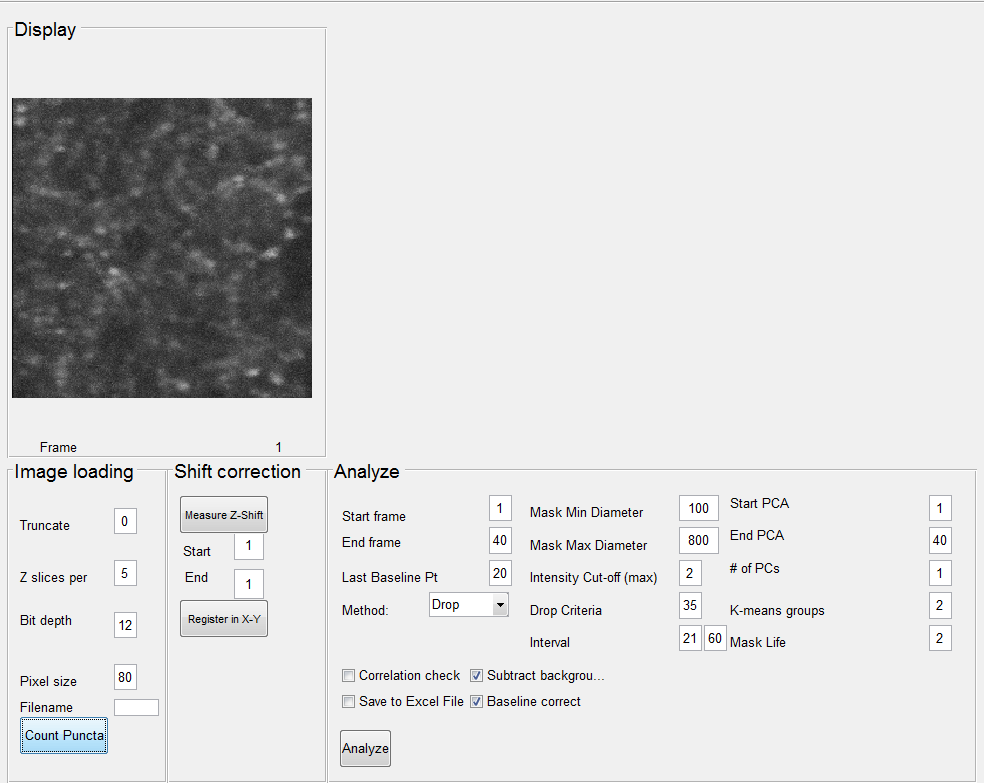 Display
Frame 1
Image loading
Truncate 0
Z slices per 5
Bit depth 12
Pixel size 80
Filename
Count Puncta
Shift correction
Measure Z-Shift
Start 1
End 1
Register in X-Y
Analyze
Start frame 1
End frame 40
Last Baseline Pt 20
Method: Drop
Mask Min Diameter 100
Mask Max Diameter 800
Intensity Cut-off (max) 2
Drop Criteria 35
Interval 21 60
Start PCA 1
End PCA 40
# of PCs 1
K-means groups 2
Mask Life 2
Correlation check Subtract backgrou...
Save to Excel File Baseline correct
Analyze